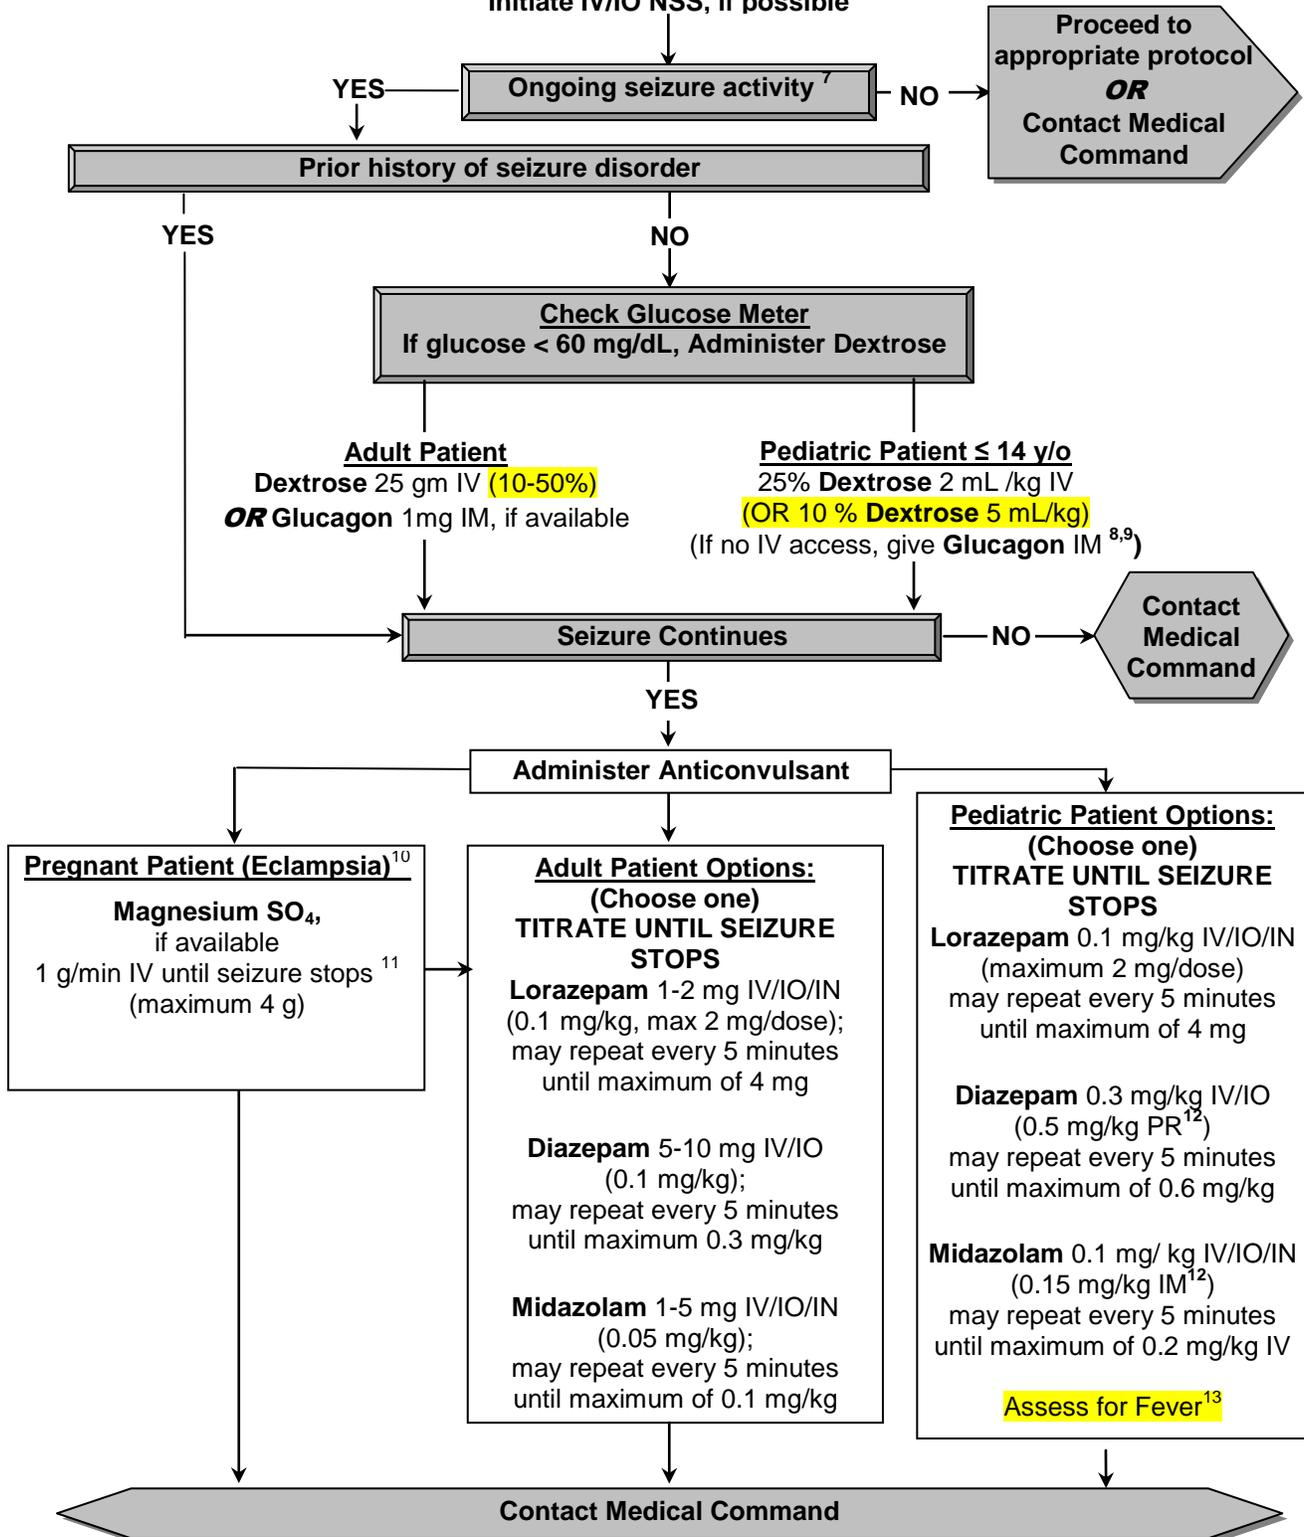 Initiate IV/IO NSS, if possible
Proceed to
appropriate protocol
OR
Contact Medical
Command
YES
Ongoing seizure activity 7
NO
Prior history of seizure disorder
YES
NO
Check Glucose Meter
If glucose < 60 mg/dL, Administer Dextrose
Adult Patient
Dextrose 25 gm IV (10-50%)
OR Glucagon 1mg IM, if available
Pediatric Patient ≤ 14 y/o
25% Dextrose 2 mL /kg IV
(OR 10 % Dextrose 5 mL/kg)
(If no IV access, give Glucagon IM 8,9)
Seizure Continues
NO
Contact
Medical
Command
YES
Administer Anticonvulsant
Pregnant Patient (Eclampsia)10
Magnesium SO4,
if available
1 g/min IV until seizure stops 11
(maximum 4 g)
Adult Patient Options:
(Choose one)
TITRATE UNTIL SEIZURE
STOPS
Lorazepam 1-2 mg IV/IO/IN
(0.1 mg/kg, max 2 mg/dose);
may repeat every 5 minutes
until maximum of 4 mg
Diazepam 5-10 mg IV/IO
(0.1 mg/kg);
may repeat every 5 minutes
until maximum 0.3 mg/kg
Midazolam 1-5 mg IV/IO/IN
(0.05 mg/kg);
may repeat every 5 minutes
until maximum of 0.1 mg/kg
Pediatric Patient Options:
(Choose one)
TITRATE UNTIL SEIZURE
STOPS
Lorazepam 0.1 mg/kg IV/IO/IN
(maximum 2 mg/dose)
may repeat every 5 minutes
until maximum of 4 mg
Diazepam 0.3 mg/kg IV/IO
(0.5 mg/kg PR12)
may repeat every 5 minutes
until maximum of 0.6 mg/kg
Midazolam 0.1 mg/ kg IV/IO/IN
(0.15 mg/kg IM12)
may repeat every 5 minutes
until maximum of 0.2 mg/kg IV
Assess for Fever13
Contact Medical Command